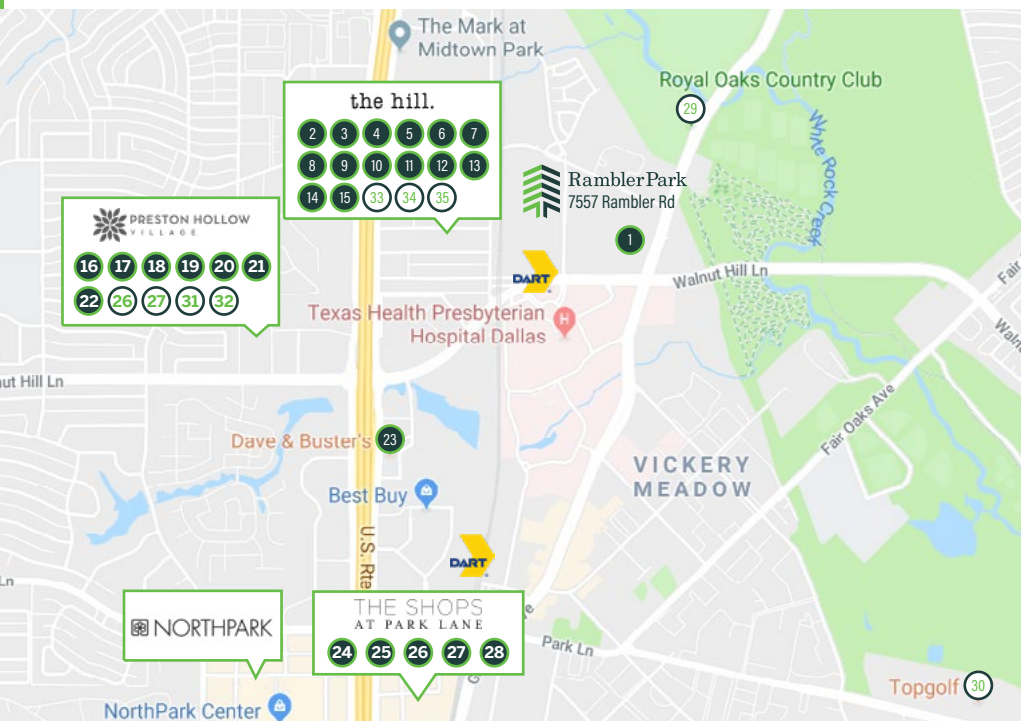 The Mark at
Midtown Park
Royal Oaks Country Club
29
White Rock Creek
the hill.
2 3 4 5 6 7
8 9 10 11 12 13
14 15 33 34 35
RamblerPark
7557 Rambler Rd
1
PRESTON HOLLOW
VILLAGE
16 17 18 19 20 21
22 26 27 31 32
DART
Walnut Hill Ln
Fair
Waln
Texas Health Presbyterian
Hospital Dallas
H
ut Hill Ln
Dave & Buster's
23
Fair Oaks Ave
VICKERY
MEADOW
Best Buy
U.S. Rte
DART
Ln
NORTHPARK
THE SHOPS
AT PARK LANE
24 25 26 27 28
ve
G
Park Ln
Topgolf
30
NorthPark Center